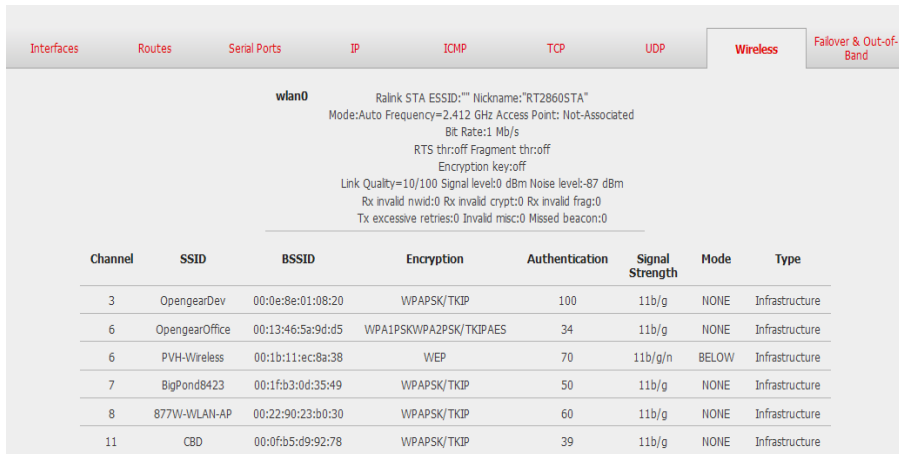 Interfaces Routes Serial Ports IP ICMP TCP UDP Wireless Failover & Out-of-Band
wlan0 Ralink STA ESSID:"" Nickname:"RT2860STA"
Mode:Auto Frequency=2.412 GHz Access Point: Not-Associated
Bit Rate:1 Mb/s
RTS thr:off Fragment thr:off
Encryption key:off
Link Quality=10/100 Signal level:0 dBm Noise level:-87 dBm
Rx invalid nwid:0 Rx invalid crypt:0 Rx invalid frag:0
Tx excessive retries:0 Invalid misc:0 Missed beacon:0
Channel SSID BSSID Encryption Authentication Signal Strength Mode Type
3 OpengearDev 00:0e:8e:01:08:20 WPAPSK/TKIP 100 11b/g NONE Infrastructure
6 OpengearOffice 00:13:46:5a:9d:d5 WPA1PSKWPA2PSK/TKIPAES 34 11b/g NONE Infrastructure
6 PVH-Wireless 00:1b:11:ec:8a:38 WEP 70 11b/g/n BELOW Infrastructure
7 BigPond8423 00:1f:b3:0d:35:49 WPAPSK/TKIP 50 11b/g NONE Infrastructure
8 877W-WLAN-AP 00:22:90:23:b0:30 WPAPSK/TKIP 60 11b/g NONE Infrastructure
11 CBD 00:0f:b5:d9:92:78 WPAPSK/TKIP 39 11b/g NONE Infrastructure